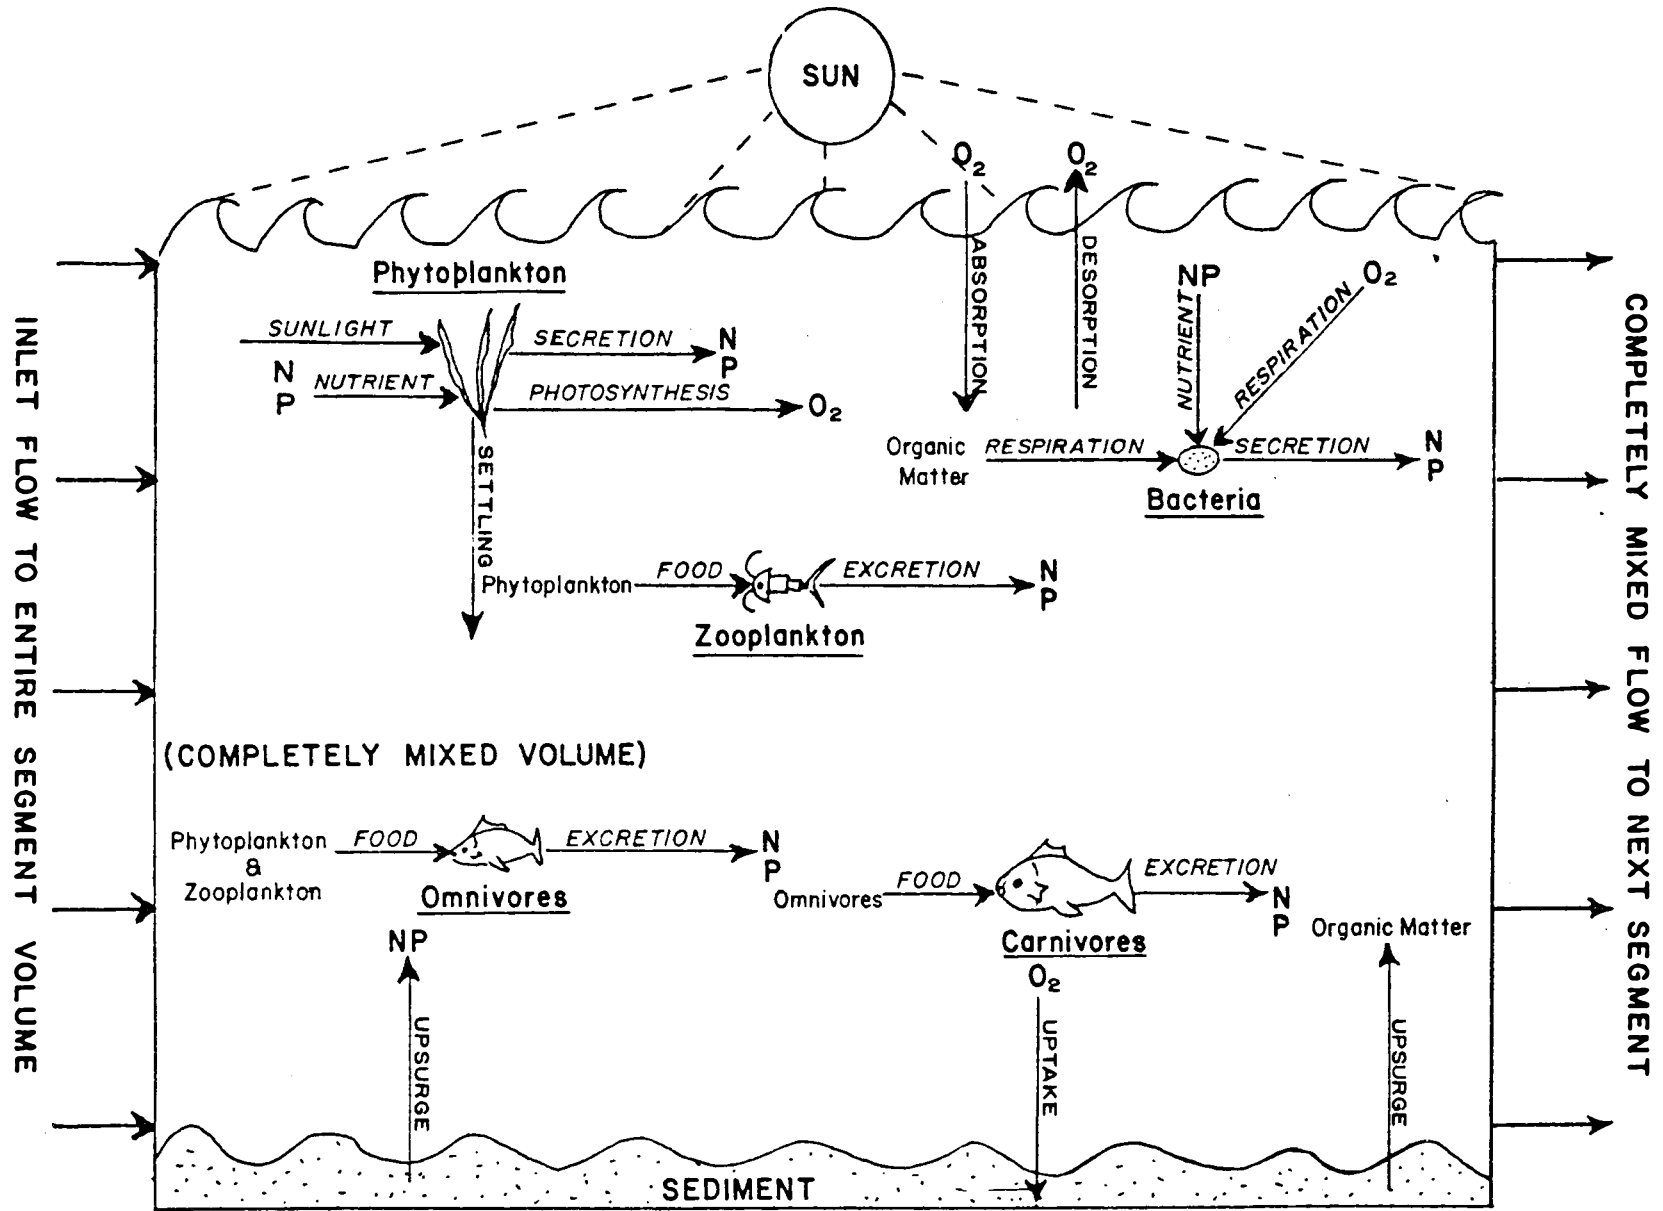 SUN
O2
O2
ABSORPTION
DESORPTION
Phytoplankton
SUNLIGHT
N
P
NUTRIENT
SECRETION
N
P
PHOTOSYNTHESIS
O2
SETTLING
NP
O2
NUTRIENT
RESPIRATION
Organic
Matter
RESPIRATION
SECRETION
N
P
Bacteria
Phytoplankton
FOOD
EXCRETION
N
P
Zooplankton
(COMPLETELY MIXED VOLUME)
Phytoplankton
&
Zooplankton
FOOD
EXCRETION
N
P
Omnivores
Omnivores
FOOD
EXCRETION
N
P
Carnivores
NP
UPSURGE
O2
UPTAKE
Organic Matter
UPSURGE
SEDIMENT
INLET FLOW TO ENTIRE SEGMENT VOLUME
COMPLETELY MIXED FLOW TO NEXT SEGMENT